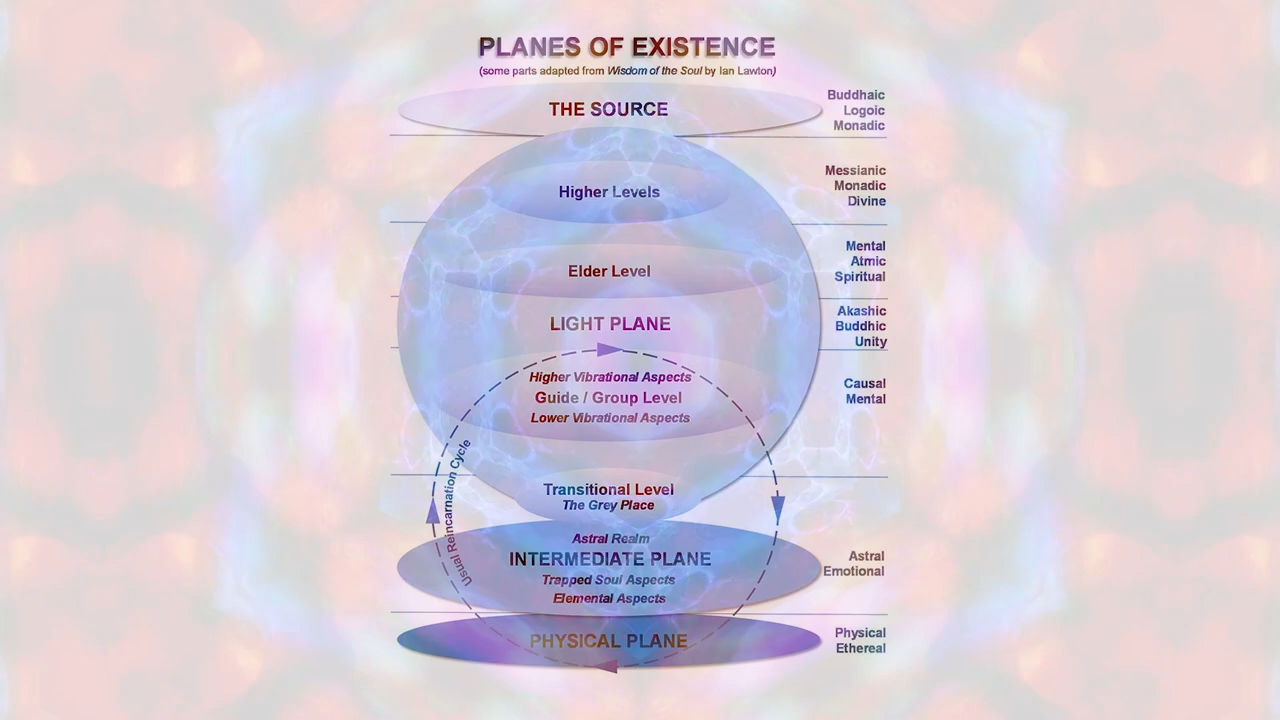 PLANES OF EXISTENCE
(some parts adapted from Wisdom of the Soul by Ian Lawton)
THE SOURCE
Buddhaic
Logoic
Monadic
Higher Levels
Messianic
Monadic
Divine
Elder Level
Mental
Atmic
Spiritual
LIGHT PLANE
Akashic
Buddhic
Unity
Higher Vibrational Aspects
Guide / Group Level
Lower Vibrational Aspects
Causal
Mental
Usual Reincarnation Cycle
Transitional Level
The Grey Place
Astral Realm
INTERMEDIATE PLANE
Trapped Soul Aspects
Elemental Aspects
Astral
Emotional
PHYSICAL PLANE
Physical
Ethereal